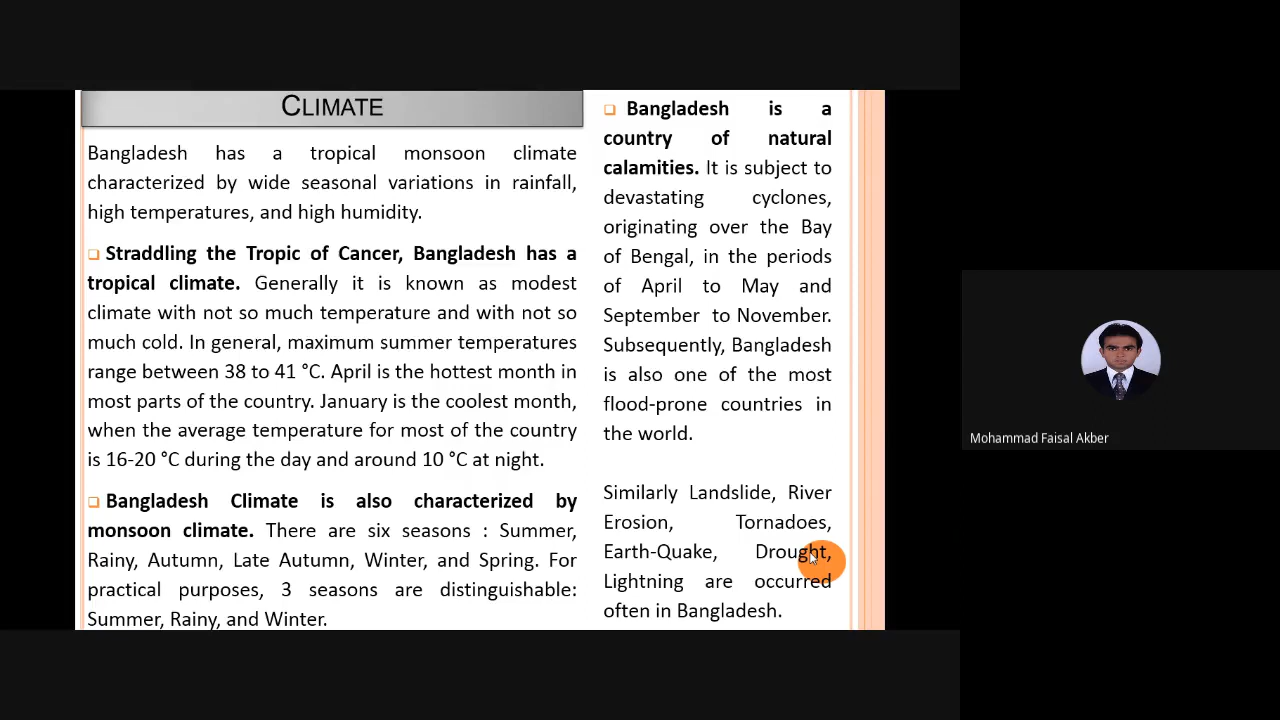 CLIMATE
Bangladesh has a tropical monsoon climate
characterized by wide seasonal variations in rainfall,
high temperatures, and high humidity.
❑ Straddling the Tropic of Cancer, Bangladesh has a
tropical climate. Generally it is known as modest
climate with not so much temperature and with not so
much cold. In general, maximum summer temperatures
range between 38 to 41 °C. April is the hottest month in
most parts of the country. January is the coolest month,
when the average temperature for most of the country
is 16-20 °C during the day and around 10 °C at night.
❑ Bangladesh Climate is also characterized by
monsoon climate. There are six seasons : Summer,
Rainy, Autumn, Late Autumn, Winter, and Spring. For
practical purposes, 3 seasons are distinguishable:
Summer, Rainy, and Winter.
❑ Bangladesh is a
country of natural
calamities. It is subject to
devastating cyclones,
originating over the Bay
of Bengal, in the periods
of April to May and
September to November.
Subsequently, Bangladesh
is also one of the most
flood-prone countries in
the world.
Similarly Landslide, River
Erosion, Tornadoes,
Earth-Quake, Drought,
Lightning are occurred
often in Bangladesh.
Mohammad Faisal Akber